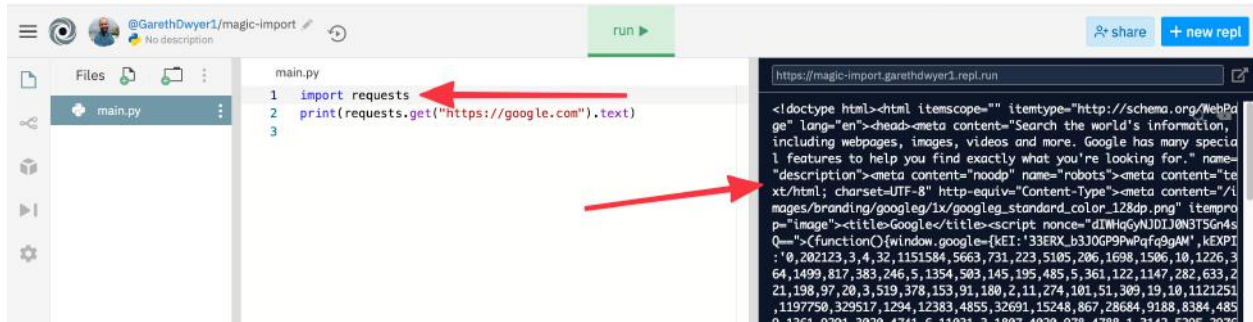 @GarethDwyer1/magic-import
No description
run
share
+ new repl
Files
main.py
main.py
1 import requests
2 print(requests.get("https://google.com").text)
3
https://magic-import.garethdwyer1.repl.run
<!doctype html><html itemscope="" itemtype="http://schema.org/WebPa
ge" lang="en"><head><meta content="Search the world's information,
including webpages, images, videos and more. Google has many specia
l features to help you find exactly what you're looking for." name=
"description"><meta content="noodp" name="robots"><meta content="te
xt/html; charset=UTF-8" http-equiv="Content-Type"><meta content="/i
mages/branding/googleg/1x/googleg_standard_color_128dp.png" itempro
p="image"><title>Google</title><script nonce="dIWHqGyNJDIJ0N3T5Gn4s
Q==">(function(){window.google={kEI:'33ERX_b3JOGP9PwPqfq9gAM',kEXPI
:'0,202123,3,4,32,1151584,5663,731,223,5105,206,1698,1506,10,1226,3
64,1499,817,383,246,5,1354,503,145,195,485,5,361,122,1147,282,633,2
21,198,97,20,3,519,378,153,91,180,2,11,274,101,51,309,19,10,1121251
,1197750,329517,1294,12383,4855,32691,15248,867,28684,9188,8384,485